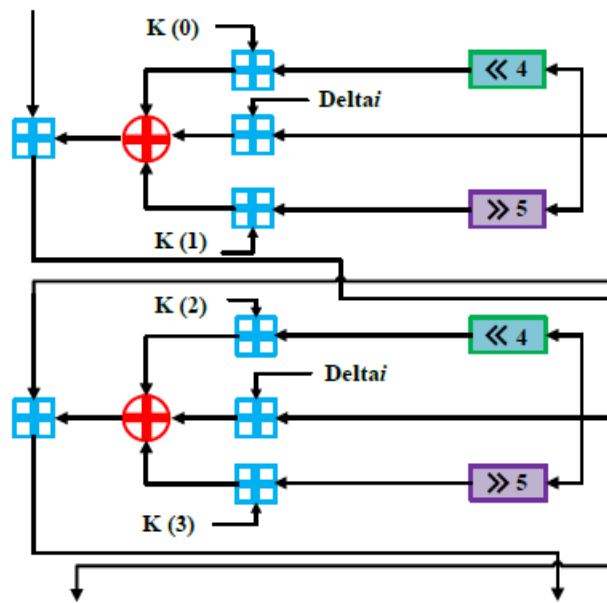 K (0)
≪ 4
Deltai
≫ 5
K (1)
K (2)
≪ 4
Deltai
≫ 5
K (3)